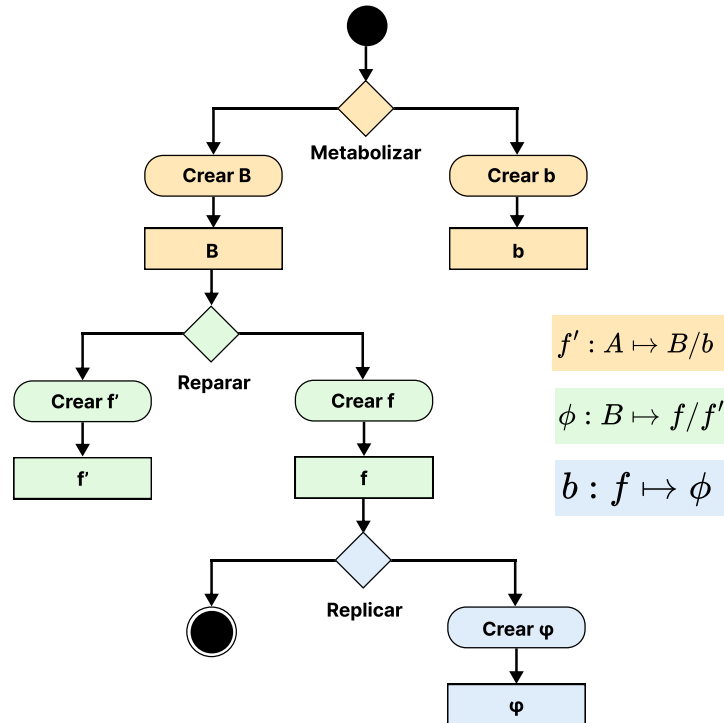 Metabolizar
Crear B
Crear b
B
b
Reparar
f′ : A ↦ B/b
Crear f’
Crear f
ϕ : B ↦ f/f′
f’
f
b : f ↦ ϕ
Replicar
Crear φ
φ